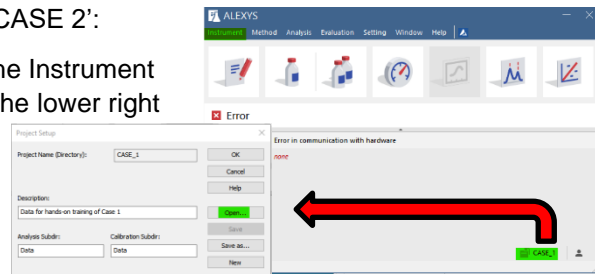 CASE 2':
ne Instrument
he lower right
ALEXYS
Instrument Method Analysis Evaluation Setting Window Help
Error
Error in communication with hardware
none
CASE_1
Project Setup
Project Name (Directory): CASE_1
OK
Cancel
Help
Description:
Data for hands-on training of Case 1
Open...
Save
Analysis Subdir: Calibration Subdir:
Data Data
Save as...
New